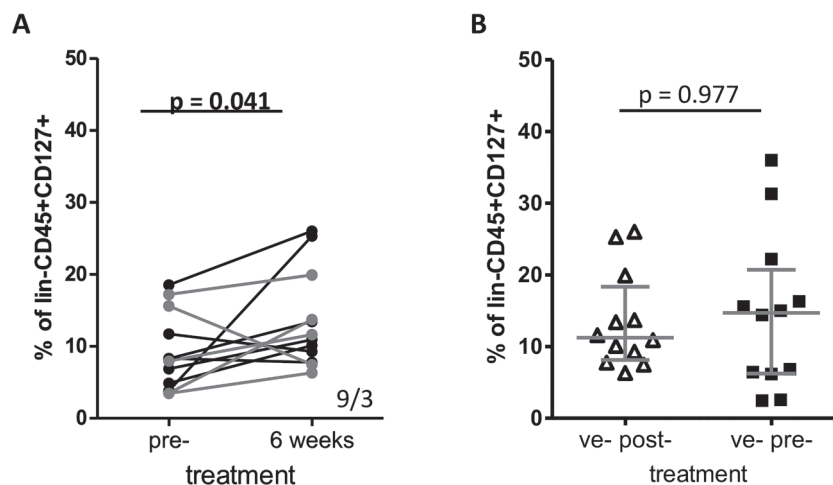 A
% of lin-CD45+CD127+
50
40
30
20
10
0
p = 0.041
9/3
pre-
6 weeks
treatment
B
% of lin-CD45+CD127+
50
40
30
20
10
0
p = 0.977
ve- post-
ve- pre-
treatment